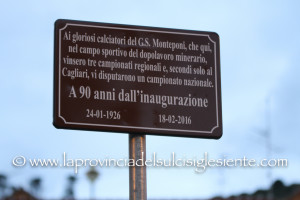 Ai gloriosi calciatori del G.S. Monteponi, che qui,
nel campo sportivo del dopolavoro minerario,
vinsero tre campionati regionali e, secondi solo al
Cagliari, vi disputarono un campionato nazionale.
A 90 anni dall'inaugurazione
24-01-1926 18-02-2016
© www.laprovinciadelsulcisiglesiente.com